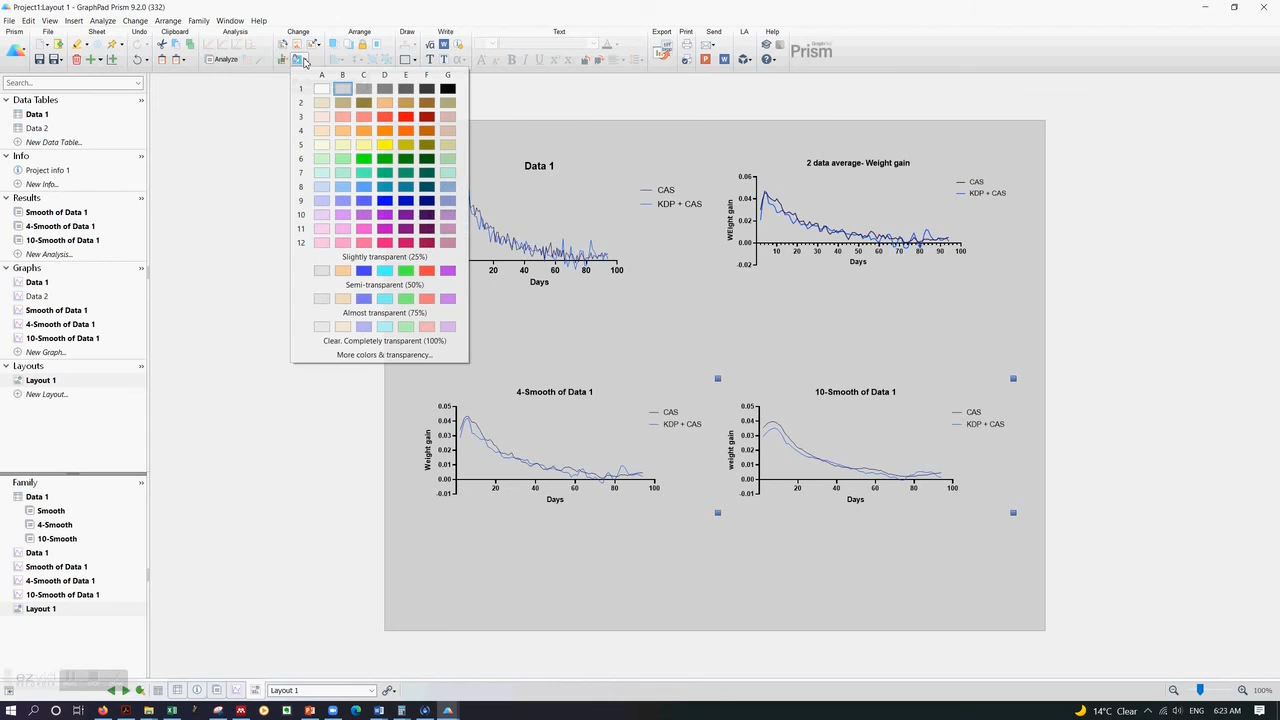 Project1:Layout 1 - GraphPad Prism 9.2.0 (332)
File Edit View Insert Analyze Change Arrange Family Window Help
Prism File Sheet Undo Clipboard Analysis Change Arrange Draw Write Text Export Print Send LA Help
Analyze
Prism
Search...
Data Tables
Data 1
Data 2
New Data Table...
Info
Project info 1
New Info...
Results
Smooth of Data 1
4-Smooth of Data 1
10-Smooth of Data 1
New Analysis...
Graphs
Data 1
Data 2
Smooth of Data 1
4-Smooth of Data 1
10-Smooth of Data 1
New Graph...
Layouts
Layout 1
New Layout...
Family
Data 1
Smooth
4-Smooth
10-Smooth
Data 1
Smooth of Data 1
4-Smooth of Data 1
10-Smooth of Data 1
Layout 1
A B C D E F G
1
2
3
4
5
6
7
8
9
10
11
12
Slightly transparent (25%)
Semi-transparent (50%)
Almost transparent (75%)
Clear. Completely transparent (100%)
More colors & transparency...
Data 1
CAS
KDP + CAS
20 40 60 80 100
Days
2 data average- Weight gain
0.06
0.04
0.02
0.00
-0.02
WEight gain
10 20 30 40 50 60 70 80 90 100
Days
CAS
KDP + CAS
4-Smooth of Data 1
0.05
0.04
0.03
0.02
0.01
0.00
-0.01
Weight gain
20 40 60 80 100
Days
CAS
KDP + CAS
10-Smooth of Data 1
0.05
0.04
0.03
0.02
0.01
0.00
-0.01
weight gain
20 40 60 80 100
Days
CAS
KDP + CAS
ezvid
Layout 1
100%
14°C Clear
ENG
6:23 AM